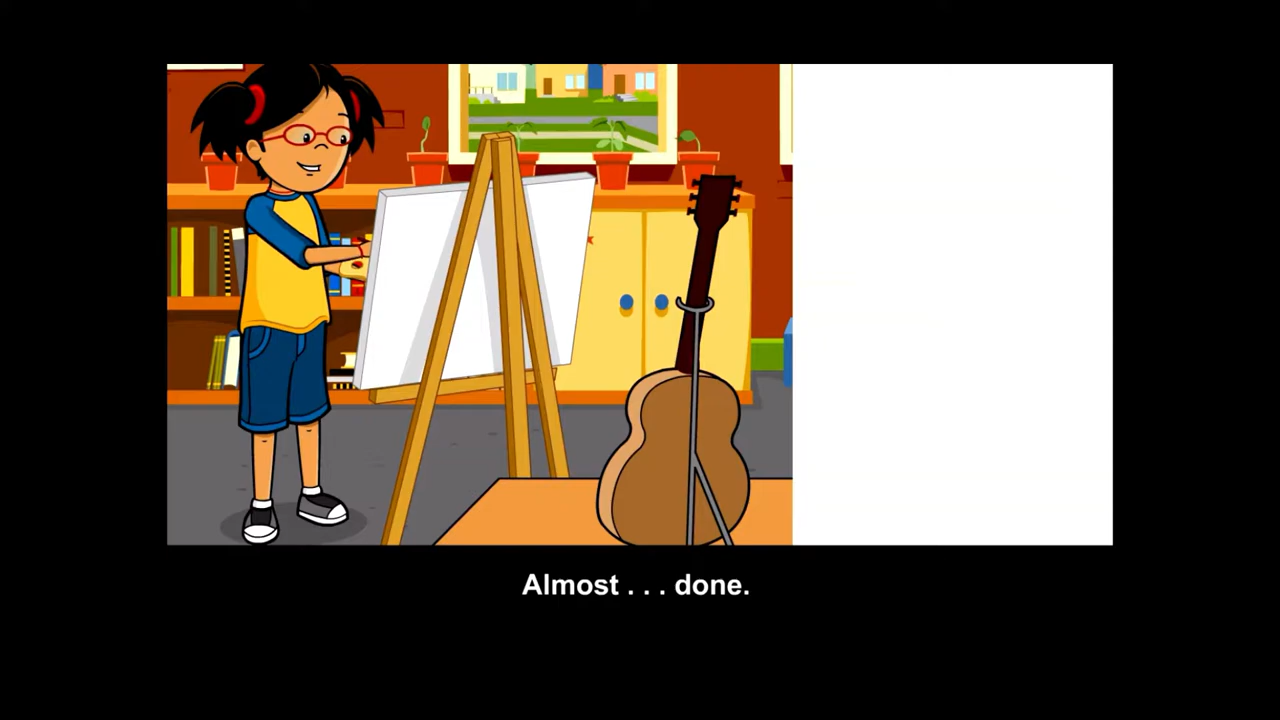 Almost . . . done.